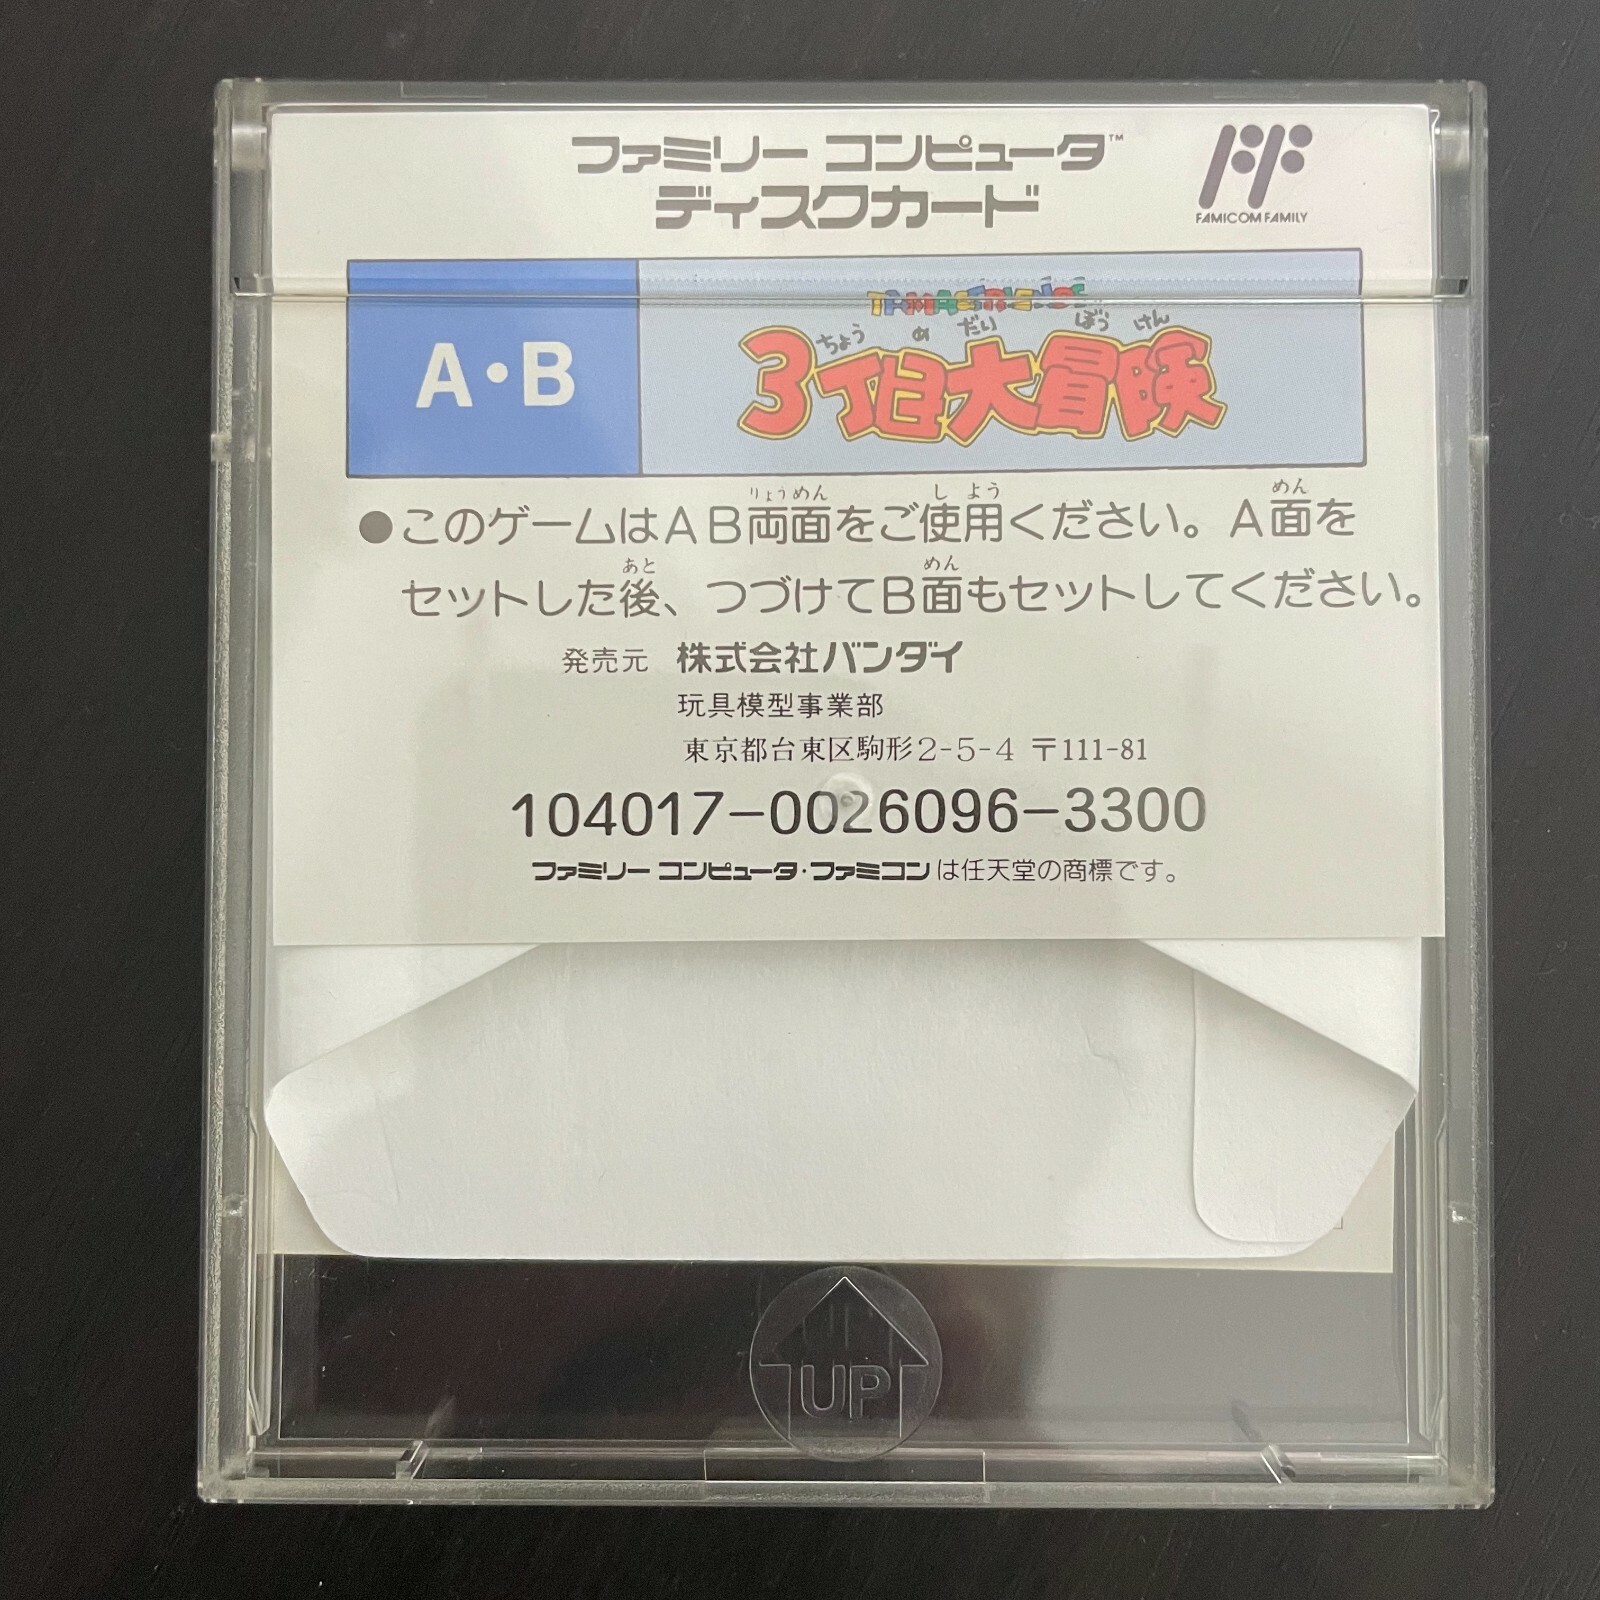 ファミリー コンピュータ™
ディスクカード
FAMICOM FAMILY
A・B
TAMA&FRIENDS
ちょう め だい ぼう けん
3丁目大冒険
りょうめん し よう めん
●このゲームはAB両面をご使用ください。A面を
あと めん
セットした後、つづけてB面もセットしてください。
発売元 株式会社バンダイ
玩具模型事業部
東京都台東区駒形2-5-4 〒111-81
104017-0026096-3300
ファミリー コンピュータ・ファミコンは任天堂の商標です。
UP